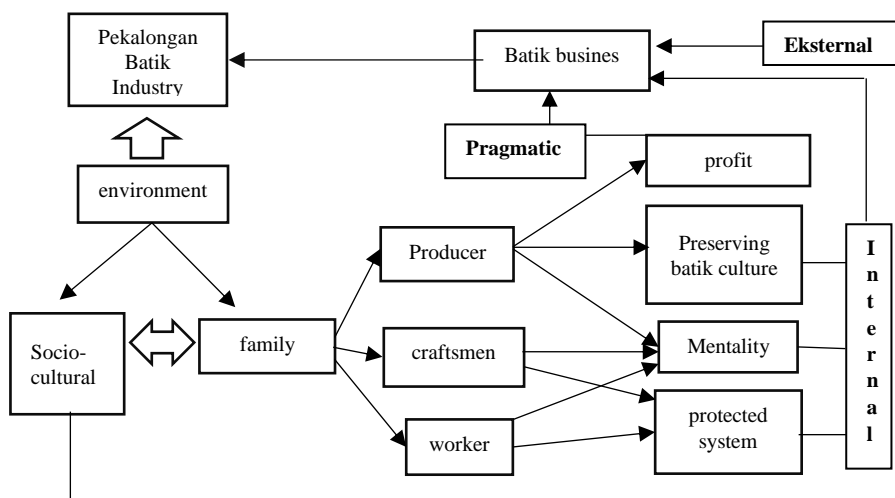 Pekalongan
Batik
Industry
Batik busines
Eksternal
Pragmatic
profit
environment
Producer
Preserving
batik culture
I
n
t
e
r
n
a
l
Socio-
cultural
family
craftsmen
Mentality
worker
protected
system